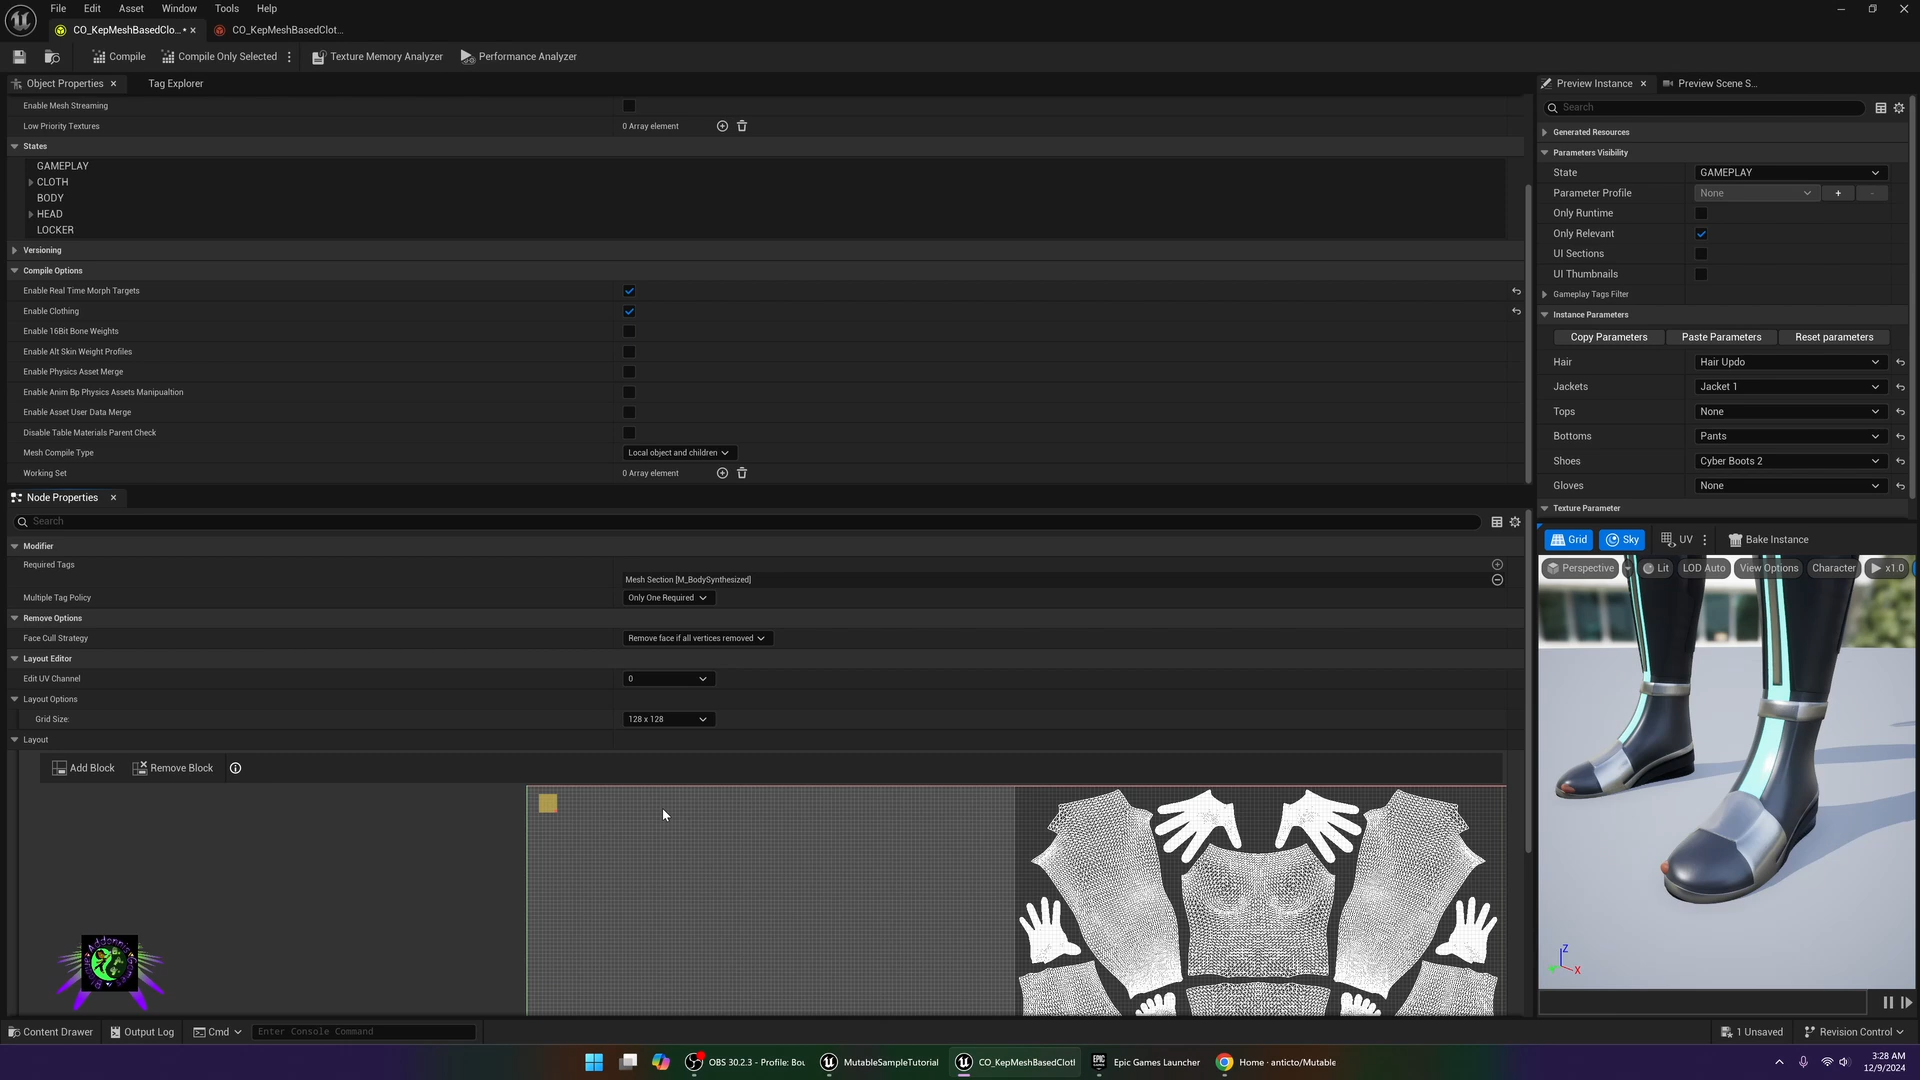 File Edit Asset Window Tools Help
CO_KepMeshBasedClo... • CO_KepMeshBasedClot...
Compile Compile Only Selected Texture Memory Analyzer Performance Analyzer
Object Properties Tag Explorer
Enable Mesh Streaming
Low Priority Textures 0 Array element
States
GAMEPLAY
CLOTH
BODY
HEAD
LOCKER
Versioning
Compile Options
Enable Real Time Morph Targets
Enable Clothing
Enable 16Bit Bone Weights
Enable Alt Skin Weight Profiles
Enable Physics Asset Merge
Enable Anim Bp Physics Assets Manipualtion
Enable Asset User Data Merge
Disable Table Materials Parent Check
Mesh Compile Type Local object and children
Working Set 0 Array element
Node Properties
Search
Modifier
Required Tags
Mesh Section [M_BodySynthesized]
Multiple Tag Policy Only One Required
Remove Options
Face Cull Strategy Remove face if all vertices removed
Layout Editor
Edit UV Channel 0
Layout Options
Grid Size: 128 x 128
Layout
Add Block Remove Block
Preview Instance Preview Scene S...
Search
Generated Resources
Parameters Visibility
State GAMEPLAY
Parameter Profile None + -
Only Runtime
Only Relevant
UI Sections
UI Thumbnails
Gameplay Tags Filter
Instance Parameters
Copy Parameters Paste Parameters Reset parameters
Hair Hair Updo
Jackets Jacket 1
Tops None
Bottoms Pants
Shoes Cyber Boots 2
Gloves None
Texture Parameter
Grid Sky UV Bake Instance
Perspective Lit LOD Auto View Options Character x1.0
Z
X
Content Drawer Output Log Cmd Enter Console Command 1 Unsaved Revision Control
OBS 30.2.3 - Profile: Bou MutableSampleTutorial CO_KepMeshBasedCloth Epic Games Launcher Home · anticto/Mutable
3:28 AM
12/9/2024